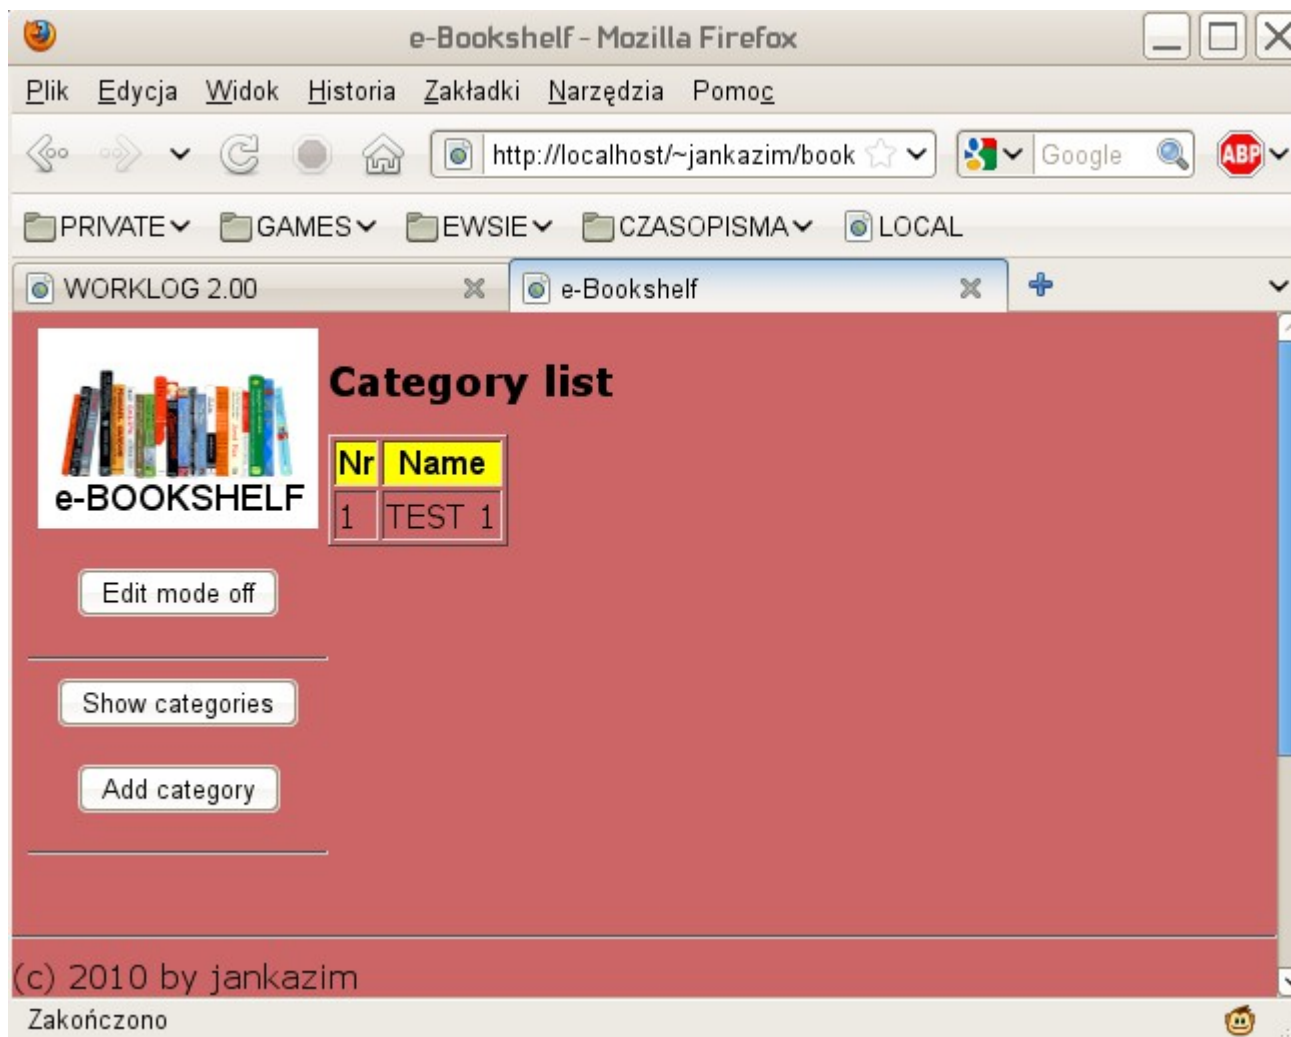 e-Bookshelf - Mozilla Firefox
Plik Edycja Widok Historia Zakładki Narzędzia Pomoc
http://localhost/~jankazim/book Google ABP
PRIVATE GAMES EWSIE CZASOPISMA LOCAL
WORKLOG 2.00 e-Bookshelf
e-BOOKSHELF
Category list
Nr Name
1 TEST 1
Edit mode off
Show categories
Add category
(c) 2010 by jankazim
Zakończono